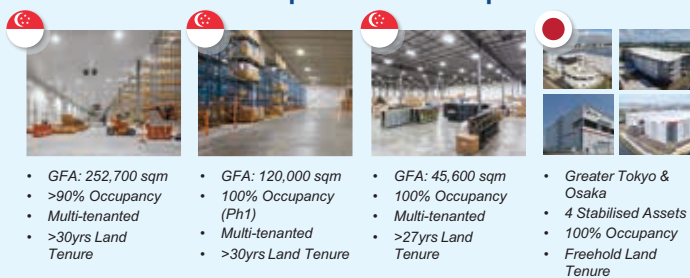 • GFA: 252,700 sqm
• >90% Occupancy
• Multi-tenanted
• >30yrs Land
Tenure
• GFA: 120,000 sqm
• 100% Occupancy
(Ph1)
• Multi-tenanted
• >30yrs Land Tenure
• GFA: 45,600 sqm
• 100% Occupancy
• Multi-tenanted
• >27yrs Land
Tenure
• Greater Tokyo &
Osaka
• 4 Stabilised Assets
• 100% Occupancy
• Freehold Land
Tenure